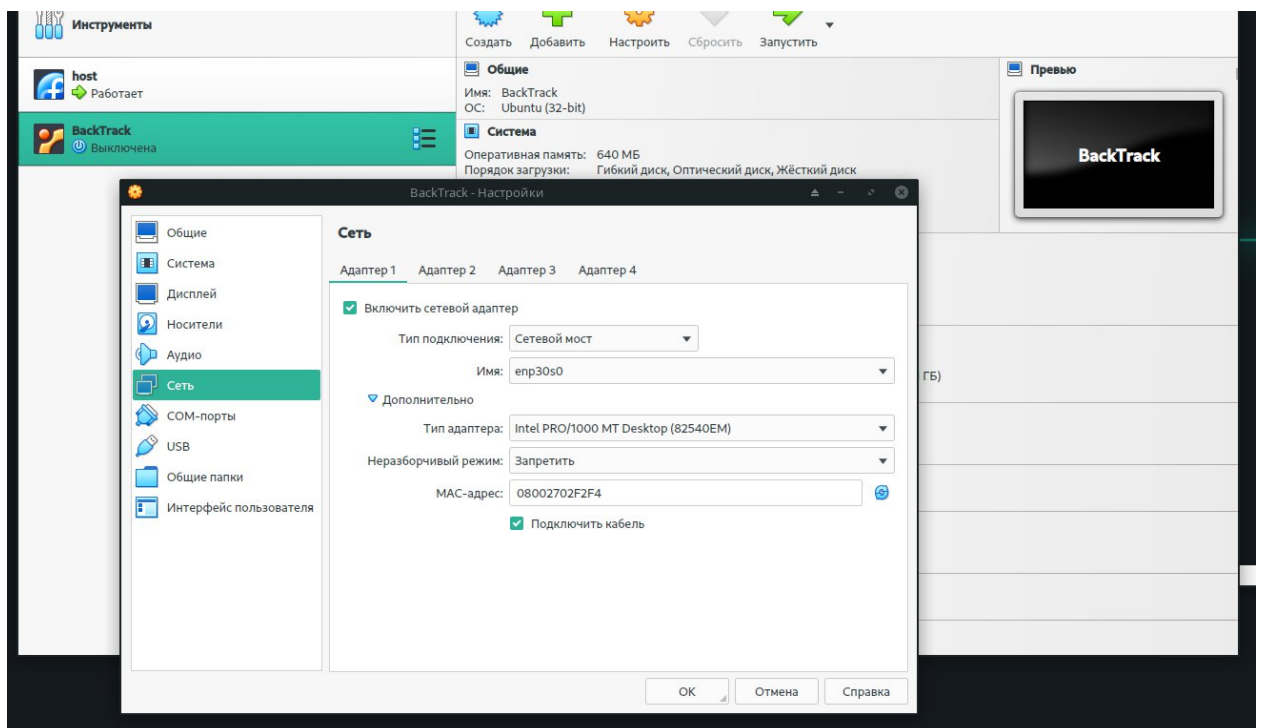 Инструменты
Создать Добавить Настроить Сбросить Запустить
host
Работает
BackTrack
Выключена
Общие
Имя: BackTrack
ОС: Ubuntu (32-bit)
Система
Оперативная память: 640 МБ
Порядок загрузки: Гибкий диск, Оптический диск, Жёсткий диск
Превью
BackTrack
ГБ)
BackTrack - Настройки
Общие
Система
Дисплей
Носители
Аудио
Сеть
COM-порты
USB
Общие папки
Интерфейс пользователя
Сеть
Адаптер 1 Адаптер 2 Адаптер 3 Адаптер 4
Включить сетевой адаптер
Тип подключения: Сетевой мост
Имя: enp30s0
Дополнительно
Тип адаптера: Intel PRO/1000 MT Desktop (82540EM)
Неразборчивый режим: Запретить
MAC-адрес: 08002702F2F4
Подключить кабель
OK Отмена Справка